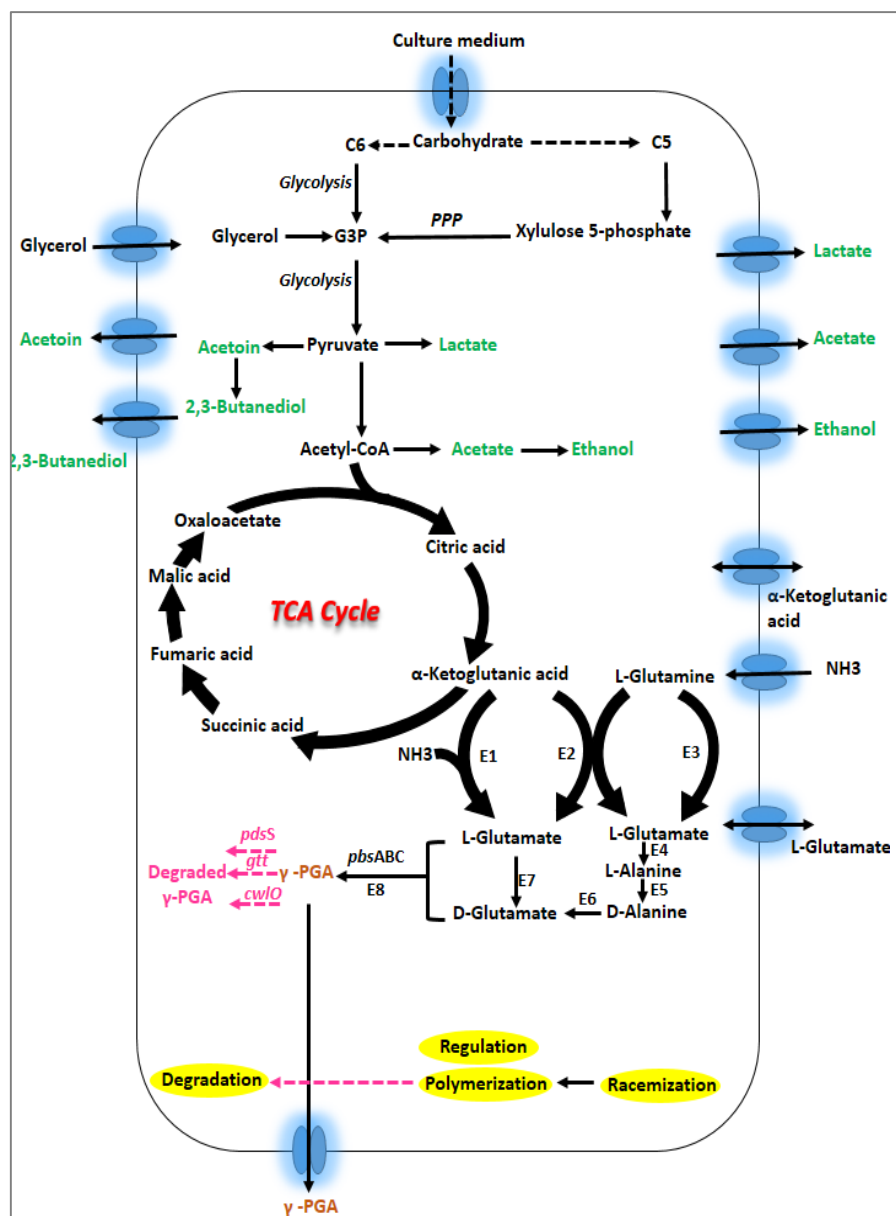 Culture medium
C6
Carbohydrate
C5
Glycolysis
Glycerol
Glycerol
G3P
PPP
Xylulose 5-phosphate
Lactate
Glycolysis
Acetoin
Acetoin
Pyruvate
Lactate
Acetate
2,3-Butanediol
2,3-Butanediol
Acetyl-CoA
Acetate
Ethanol
Ethanol
Oxaloacetate
Citric acid
Malic acid
TCA Cycle
α-Ketoglutanic
acid
Fumaric acid
α-Ketoglutanic acid
L-Glutamine
NH3
Succinic acid
NH3
E1
E2
E3
L-Glutamate
L-Glutamate
L-Glutamate
pdsS
gtt
cwlO
Degraded
γ-PGA
γ -PGA
pbsABC
E8
E4
L-Alanine
E7
E5
D-Glutamate
E6
D-Alanine
Regulation
Degradation
Polymerization
Racemization
γ -PGA